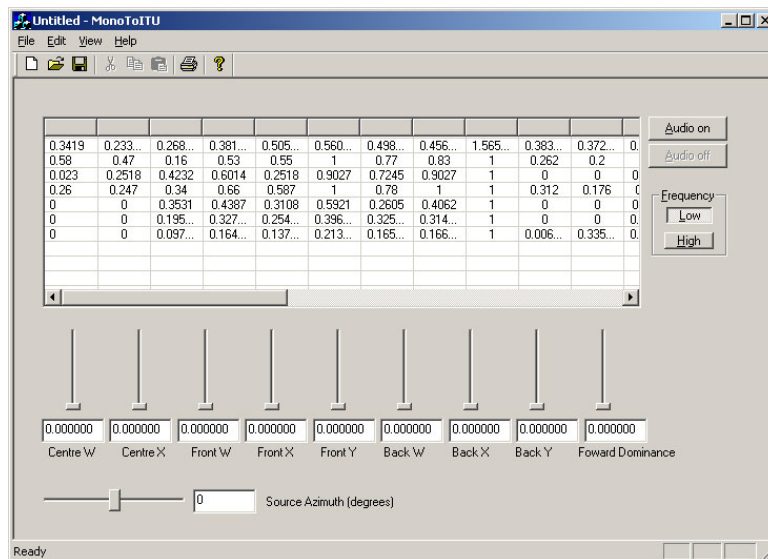 Untitled - MonoToITU
File Edit View Help
0.3419 0.233... 0.268... 0.381... 0.505... 0.560... 0.498... 0.456... 1.565... 0.383... 0.372... 0.
0.58 0.47 0.16 0.53 0.55 1 0.77 0.83 1 0.262 0.2
0.023 0.2518 0.4232 0.6014 0.2518 0.9027 0.7245 0.9027 1 0 0 0
0.26 0.247 0.34 0.66 0.587 1 0.78 1 1 0.312 0.176
0 0 0.3531 0.4387 0.3108 0.5921 0.2605 0.4062 1 0 0 0
0 0 0.195... 0.327... 0.254... 0.396... 0.325... 0.314... 1 0 0 0
0 0 0.097... 0.164... 0.137... 0.213... 0.165... 0.166... 1 0.006... 0.335... 0.
Audio on
Audio off
Frequency
Low
High
0.000000 0.000000 0.000000 0.000000 0.000000 0.000000 0.000000 0.000000 0.000000
Centre W Centre X Front W Front X Front Y Back W Back X Back Y Foward Dominance
0 Source Azimuth (degrees)
Ready